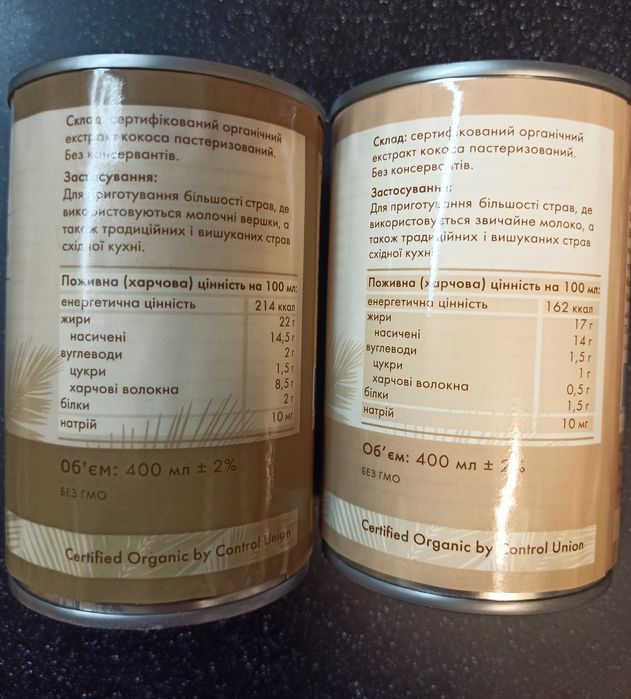 Склад: сертифікований органічний
екстракт кокоса пастеризований.
Без консервантів.
Застосування:
Для приготування більшості страв, де
використовуються молочні вершки, а
також традиційних і вишуканих страв
східної кухні.
Поживна (харчова) цінність на 100 мл:
енергетична цінність 214 ккал
жири 22 г
насичені 14,5 г
вуглеводи 2 г
цукри 1,5 г
харчові волокна 8,5 г
білки 2 г
натрій 10 мг
Об'єм: 400 мл ± 2%
БЕЗ ГМО
Certified Organic by Control Union
Склад: сертифікований органічний
екстракт кокоса пастеризований.
Без консервантів.
Застосування:
Для приготування більшості страв, де
використовується звичайне молоко, а
також традиційних і вишуканих страв
східної кухні.
Поживна (харчова) цінність на 100 мл:
енергетична цінність 162 ккал
жири 17 г
насичені 14 г
вуглеводи 1,5 г
цукри 1 г
харчові волокна 0,5 г
білки 1,5 г
натрій 10 мг
Об'єм: 400 мл ± 2%
БЕЗ ГМО
Certified Organic by Control Union